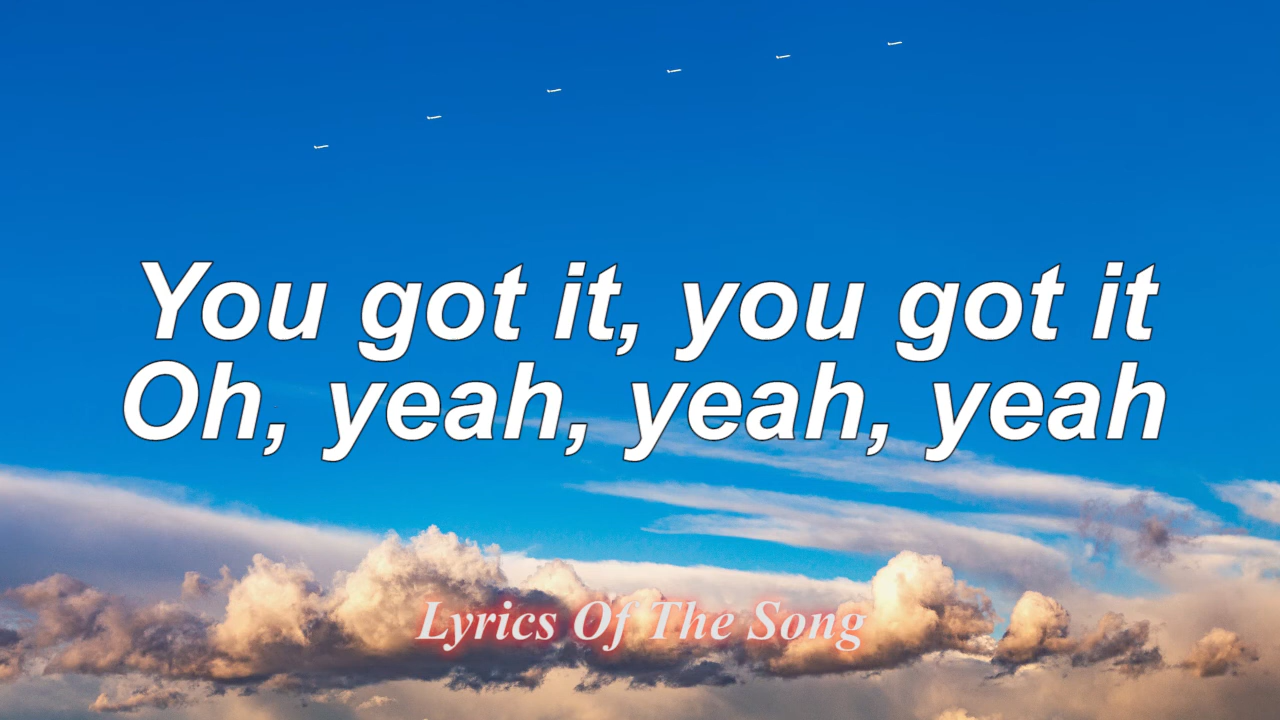 You got it, you got it
Oh, yeah, yeah, yeah
Lyrics Of The Song